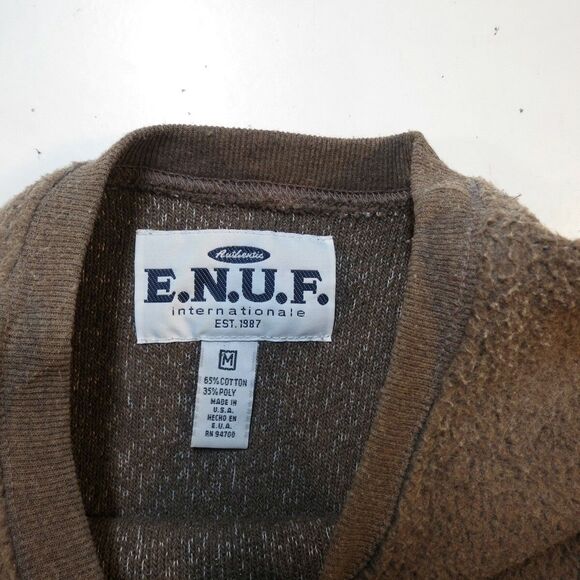 Authentic
E.N.U.F.
internationale
EST. 1987
M
65% COTTON
35% POLY
MADE IN
U.S.A.
HECHO EN
E.U.A.
RN 94700